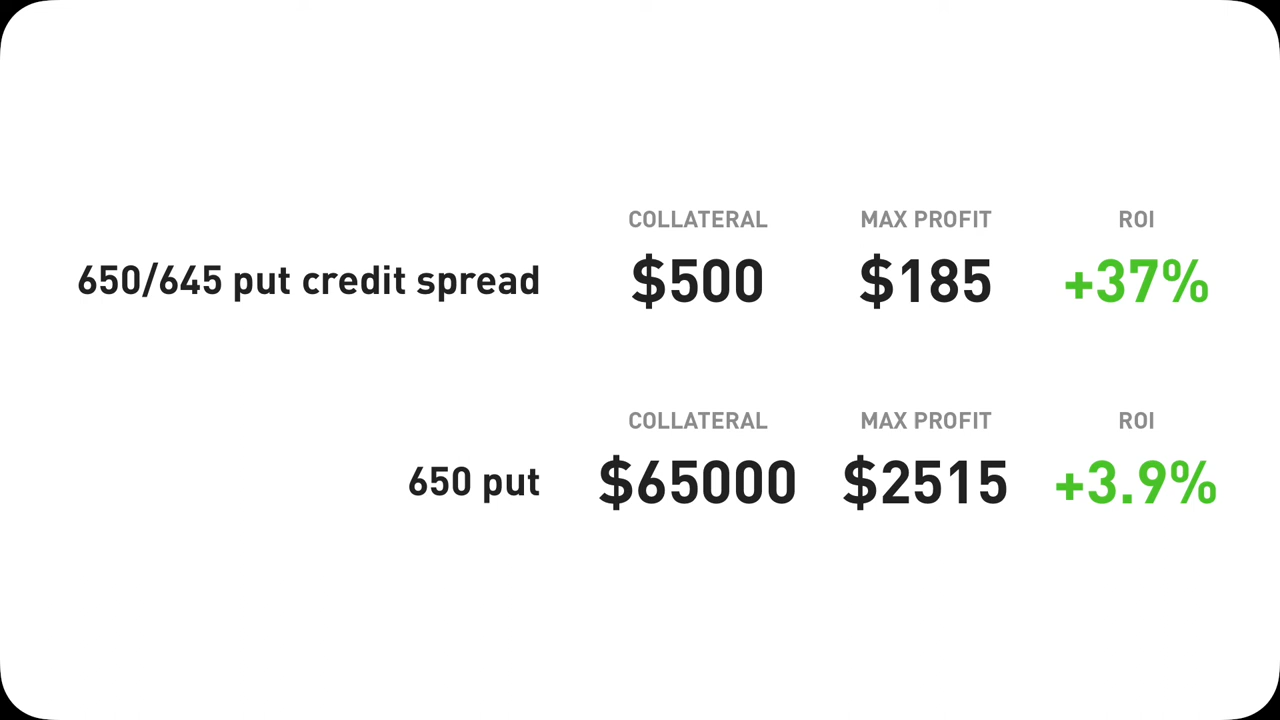 COLLATERAL MAX PROFIT ROI
650/645 put credit spread $500 $185 +37%
COLLATERAL MAX PROFIT ROI
650 put $65000 $2515 +3.9%